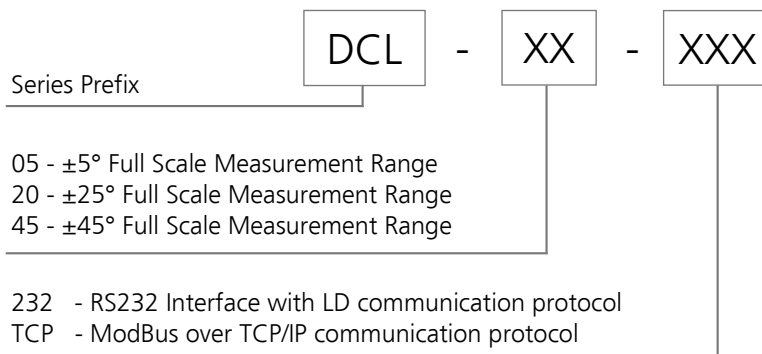 DCL - XX - XXX
Series Prefix
05 - ±5° Full Scale Measurement Range
20 - ±25° Full Scale Measurement Range
45 - ±45° Full Scale Measurement Range
232 - RS232 Interface with LD communication protocol
TCP - ModBus over TCP/IP communication protocol